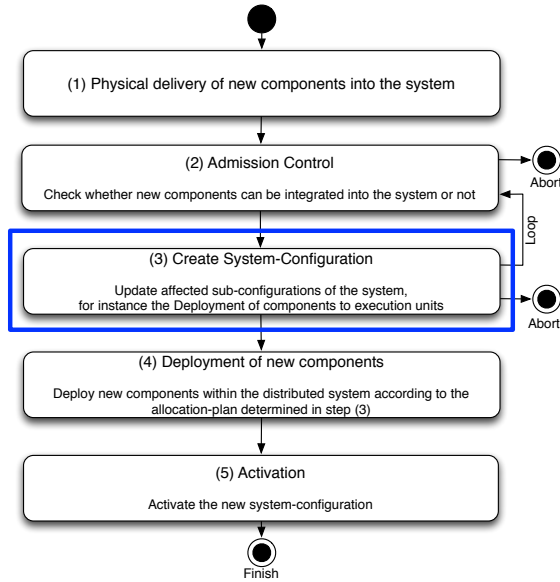 (1) Physical delivery of new components into the system
(2) Admission Control
Check whether new components can be integrated into the system or not
Abort
Loop
(3) Create System-Configuration
Update affected sub-configurations of the system,
for instance the Deployment of components to execution units
Abort
(4) Deployment of new components
Deploy new components within the distributed system according to the
allocation-plan determined in step (3)
(5) Activation
Activate the new system-configuration
Finish